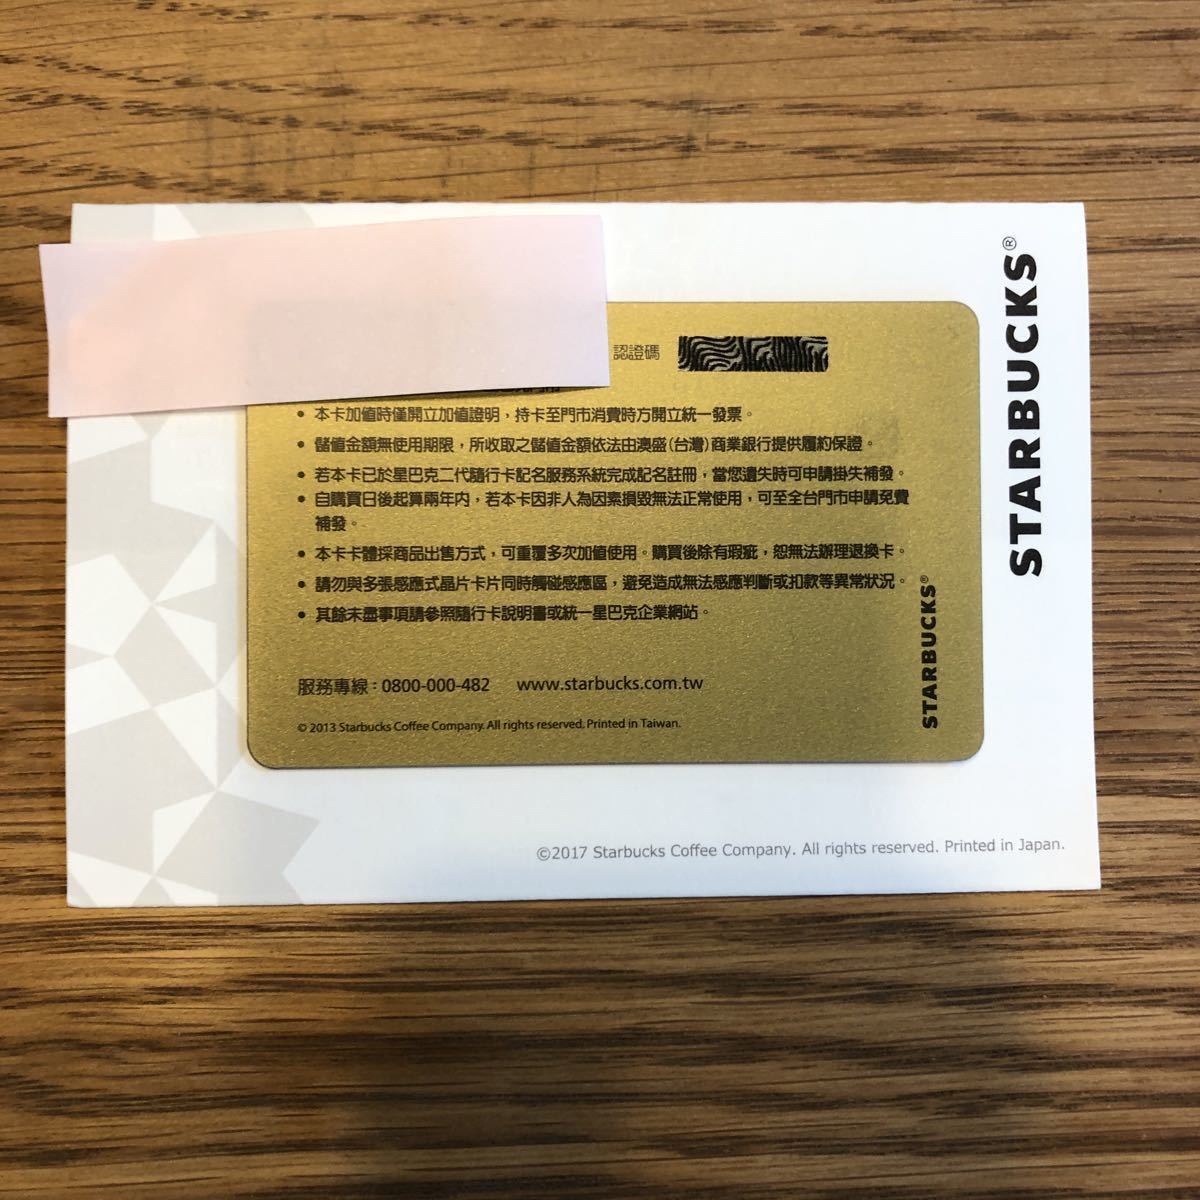 STARBUCKS®
認證碼
• 本卡加值時僅開立加值證明，持卡至門市消費時方開立統一發票。
• 儲值金額無使用期限，所收取之儲值金額依法由澳盛(台灣)商業銀行提供履約保證。
• 若本卡已於星巴克二代隨行卡記名服務系統完成記名註冊，當您遺失時可申請掛失補發。
• 自購買日後起算兩年內，若本卡因非人為因素損毀無法正常使用，可至全台門市申請免費
補發。
• 本卡卡體採商品出售方式，可重覆多次加值使用。購買後除有瑕疵，恕無法辦理退換卡。
• 請勿與多張感應式晶片卡片同時觸碰感應區，避免造成無法感應判斷或扣款等異常狀況。
• 其餘未盡事項請參照隨行卡說明書或統一星巴克企業網站。
STARBUCKS®
服務專線：0800-000-482 www.starbucks.com.tw
© 2013 Starbucks Coffee Company. All rights reserved. Printed in Taiwan.
©2017 Starbucks Coffee Company. All rights reserved. Printed in Japan.